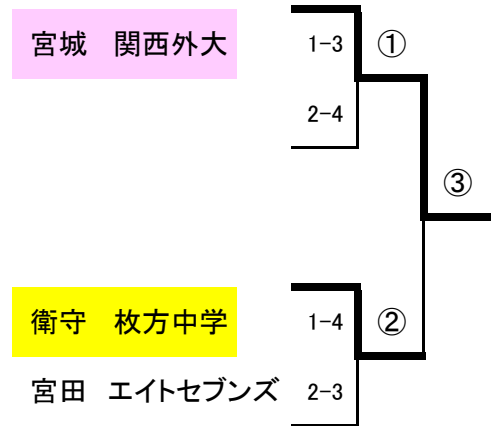 宮城　関西外大 1-3 ①
2-4
③
衛守　枚方中学 1-4 ②
宮田　エイトセブンズ 2-3